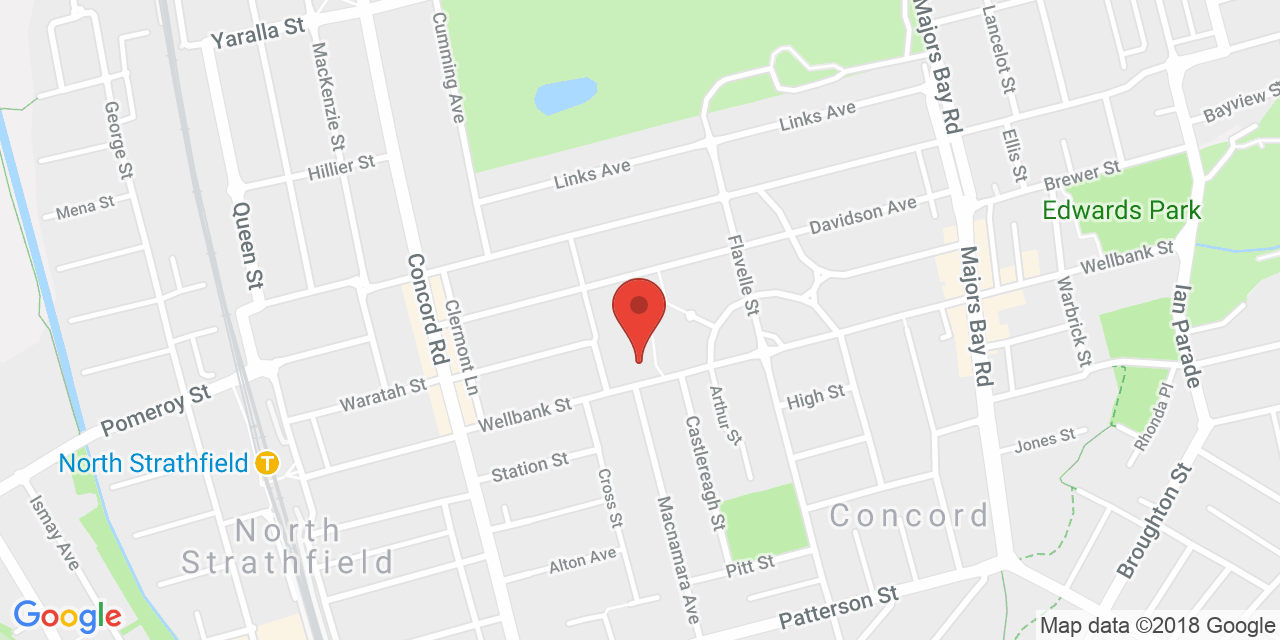 Yaralla St
MacKenzie St
Cumming Ave
Majors Bay Rd
Lancelot St
George St
Hillier St
Links Ave
Links Ave
Ellis St
Bayview S
Brewer St
Mena St
Queen St
Davidson Ave
Edwards Park
Flavelle St
Concord Rd
Clermont Ln
Majors Bay Rd
Wellbank St
Warbrick St
Ian Parade
Pomeroy St
Waratah St
Wellbank St
High St
Arthur St
Rhonda Pl
Jones St
North Strathfield
T
Station St
Castlereagh St
Cross St
Macnamara Ave
Ismay Ave
North
Strathfield
Concord
Broughton St
Alton Ave
Pitt St
Patterson St
Google
Map data ©2018 Google